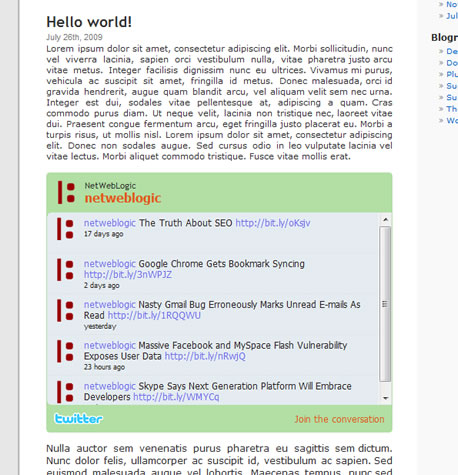 Hello world!
July 26th, 2009
Lorem ipsum dolor sit amet, consectetur adipiscing elit. Morbi sollicitudin, nunc
vel viverra lacinia, sapien orci vestibulum nulla, vitae pharetra justo arcu
vitae metus. Integer facilisis dignissim nunc eu ultrices. Vivamus mi purus,
vehicula ac suscipit sit amet, fringilla id metus. Donec malesuada, orci id
gravida hendrerit, augue quam blandit arcu, vel aliquam velit sem nec urna.
Integer est dui, sodales vitae pellentesque at, adipiscing a quam. Cras
commodo purus diam. Ut neque velit, lacinia non tristique nec, laoreet vitae
dui. Praesent congue fermentum arcu, eget fringilla justo placerat eu. Morbi a
turpis risus, ut mollis nisl. Lorem ipsum dolor sit amet, consectetur adipiscing
elit. Donec non sodales augue. Sed cursus odio in leo vulputate lacinia vel
vitae lectus. Morbi aliquet commodo tristique. Fusce vitae mollis erat.
NetWebLogic
netweblogic
netweblogic The Truth About SEO http://bit.ly/oKsJv
17 days ago
netweblogic Google Chrome Gets Bookmark Syncing
http://bit.ly/3nWPJZ
2 days ago
netweblogic Nasty Gmail Bug Erroneously Marks Unread E-mails As
Read http://bit.ly/1RQQWU
yesterday
netweblogic Massive Facebook and MySpace Flash Vulnerability
Exposes User Data http://bit.ly/nRwJQ
23 hours ago
netweblogic Skype Says Next Generation Platform Will Embrace
Developers http://bit.ly/WMYCq
twitter
Join the conversation
Nulla auctor sem venenatis purus pharetra eu sagittis sem dictum.
Nunc dolor felis, ullamcorper ac suscipit id, vestibulum ac sapien. Sed
euismod malesuada augue vel lobortis. Maecenas tempus, nunc sed
» No
» Jul
Blogr
» De
» Do
» Plu
» Su
» Su
» Th
» Wo